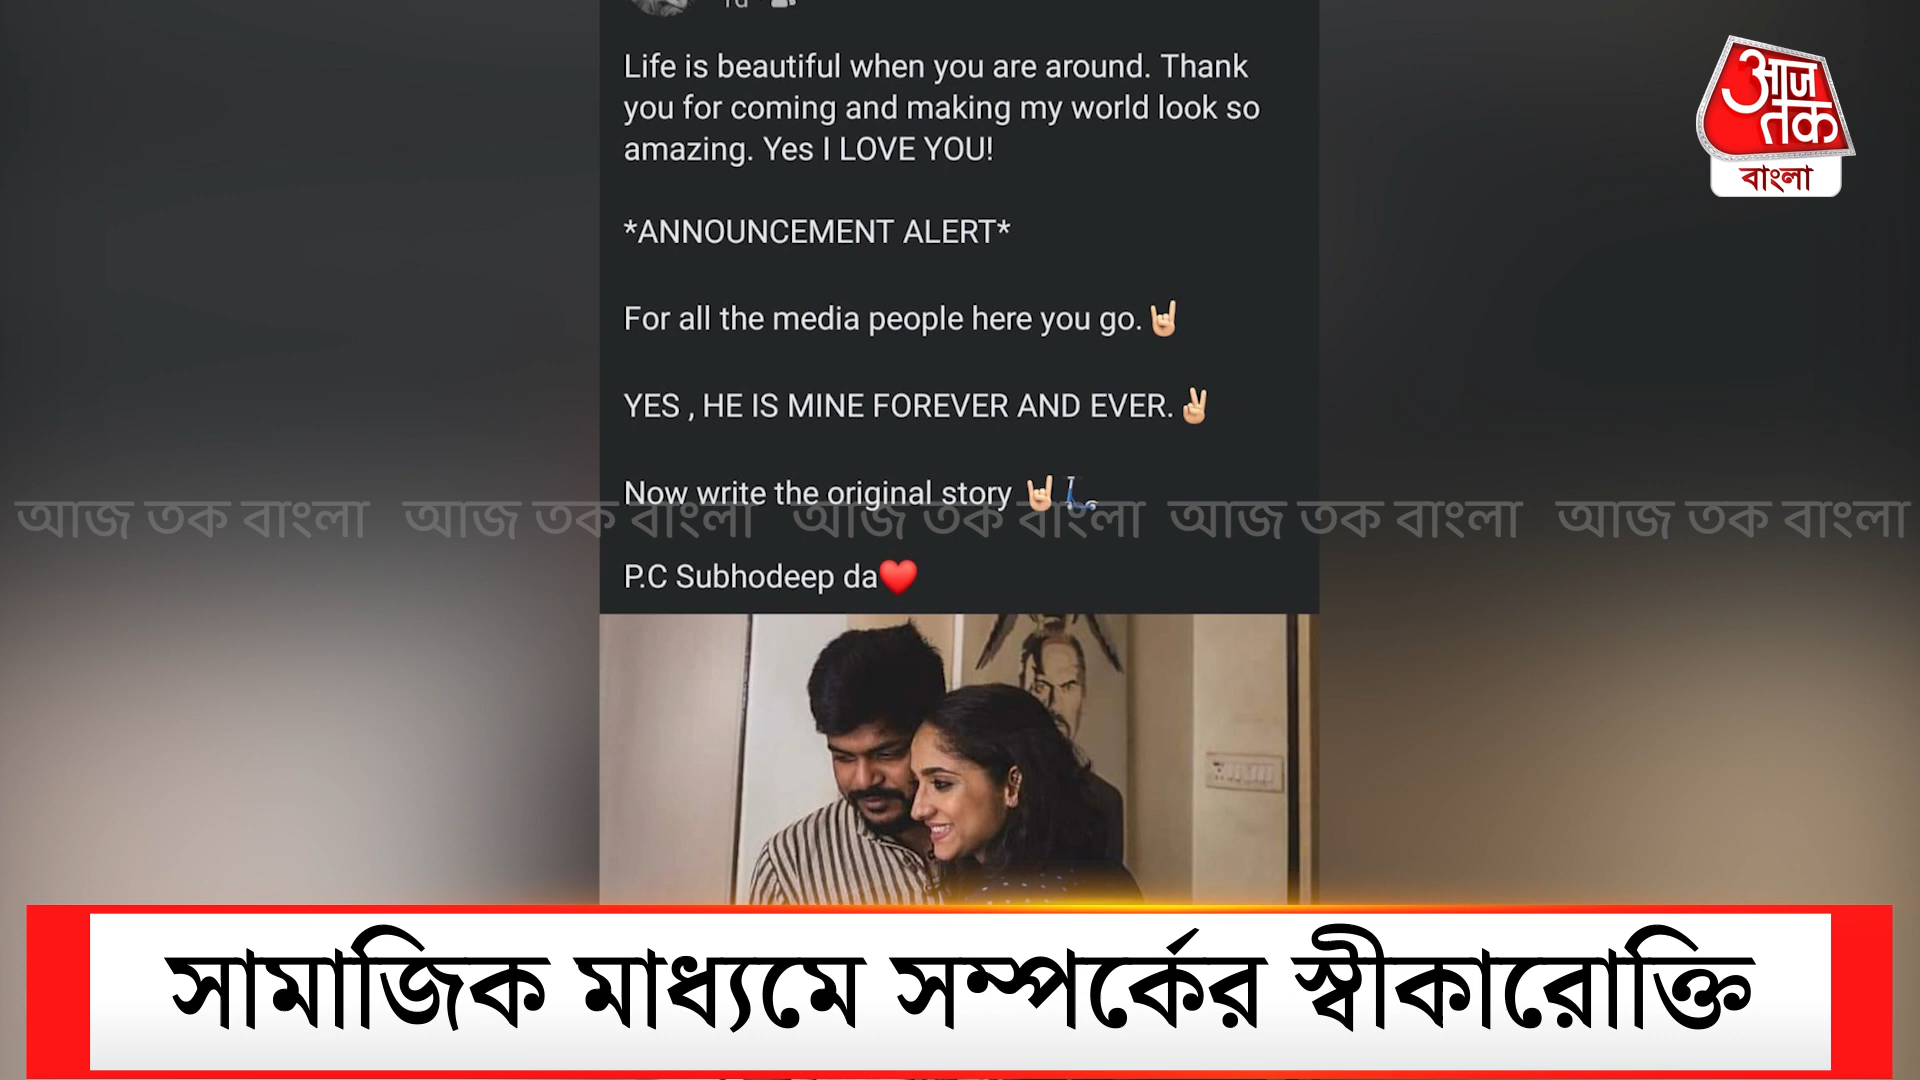 1d
Life is beautiful when you are around. Thank
you for coming and making my world look so
amazing. Yes I LOVE YOU!
*ANNOUNCEMENT ALERT*
For all the media people here you go.🤘🏻
YES , HE IS MINE FOREVER AND EVER.✌🏻
Now write the original story 🤘🏻🛴
P.C Subhodeep da❤️
आज
तक
বাংলা
আজ তক বাংলা আজ তক বাংলা আজ তক বাংলা আজ তক বাংলা আজ তক বাংলা
সামাজিক মাধ্যমে সম্পর্কের স্বীকারোক্তি